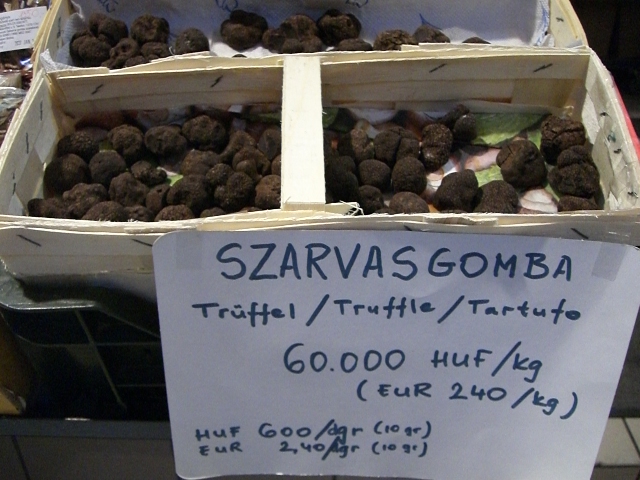 SZARVASGOMBA
Trüffel / Truffle / Tartufo
60.000 HUF/kg
(EUR 240/kg)
HUF 600/dgr (10 gr)
EUR 2,40/dgr (10 gr)